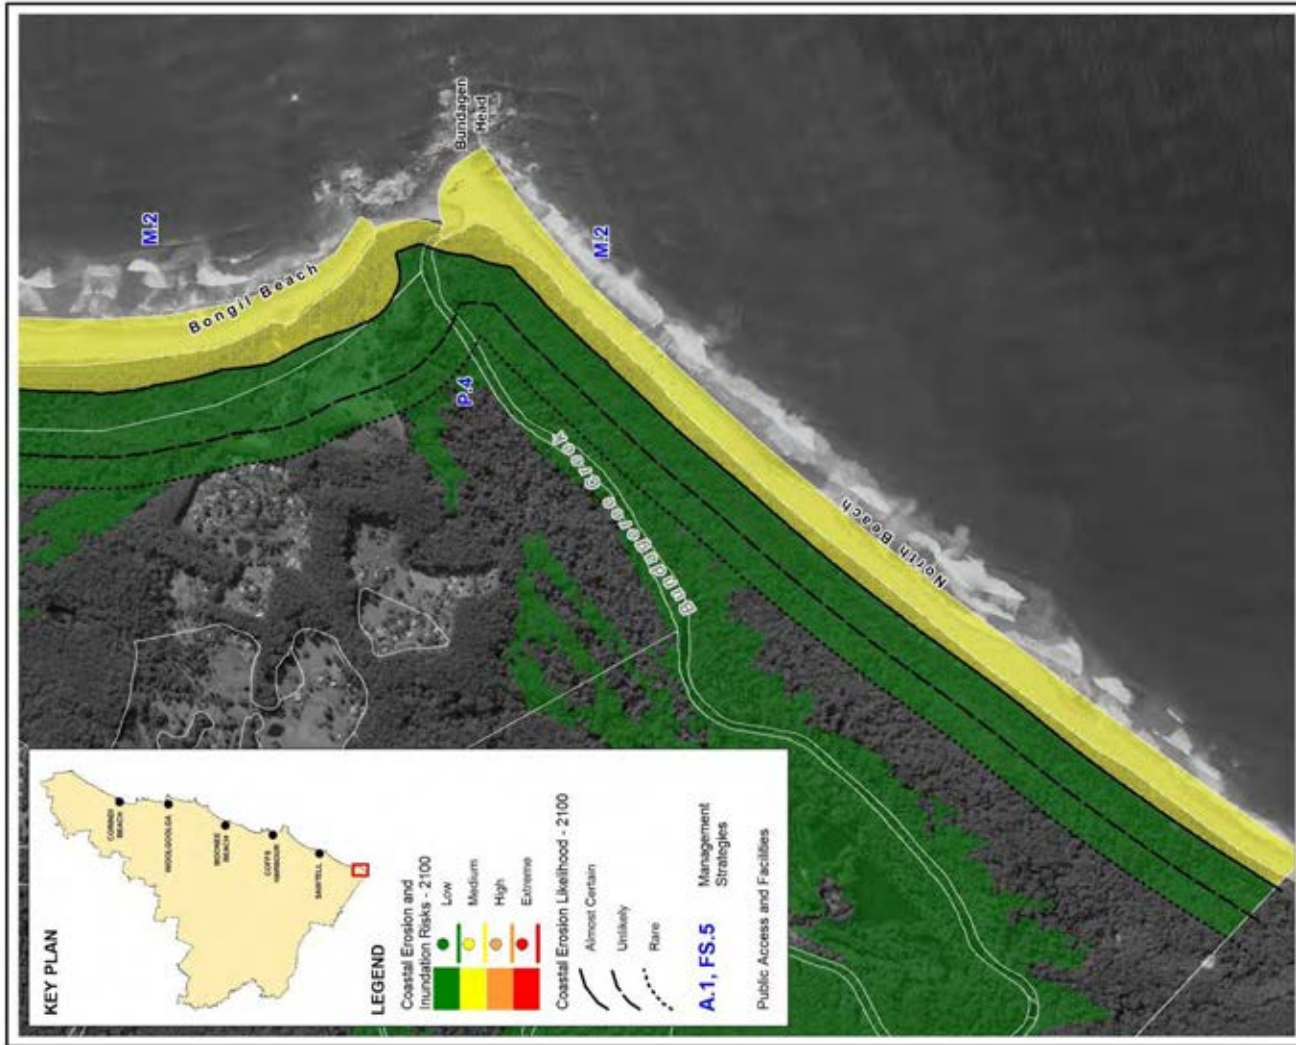 Bundagen
Head
M.2
M.2
Bongil Beach
P.4
Bundageree Creek
North Beach
KEY PLAN
CORINDI
BEACH
WOOLGOOLGA
MOONEE
BEACH
COFFS
HARBOUR
SAWTELL
LEGEND
Coastal Erosion and
Inundation Risks - 2100
Low
Medium
High
Extreme
Coastal Erosion Likelihood - 2100
Almost Certain
Unlikely
Rare
A.1, FS.5
Management
Strategies
Public Access and Facilities